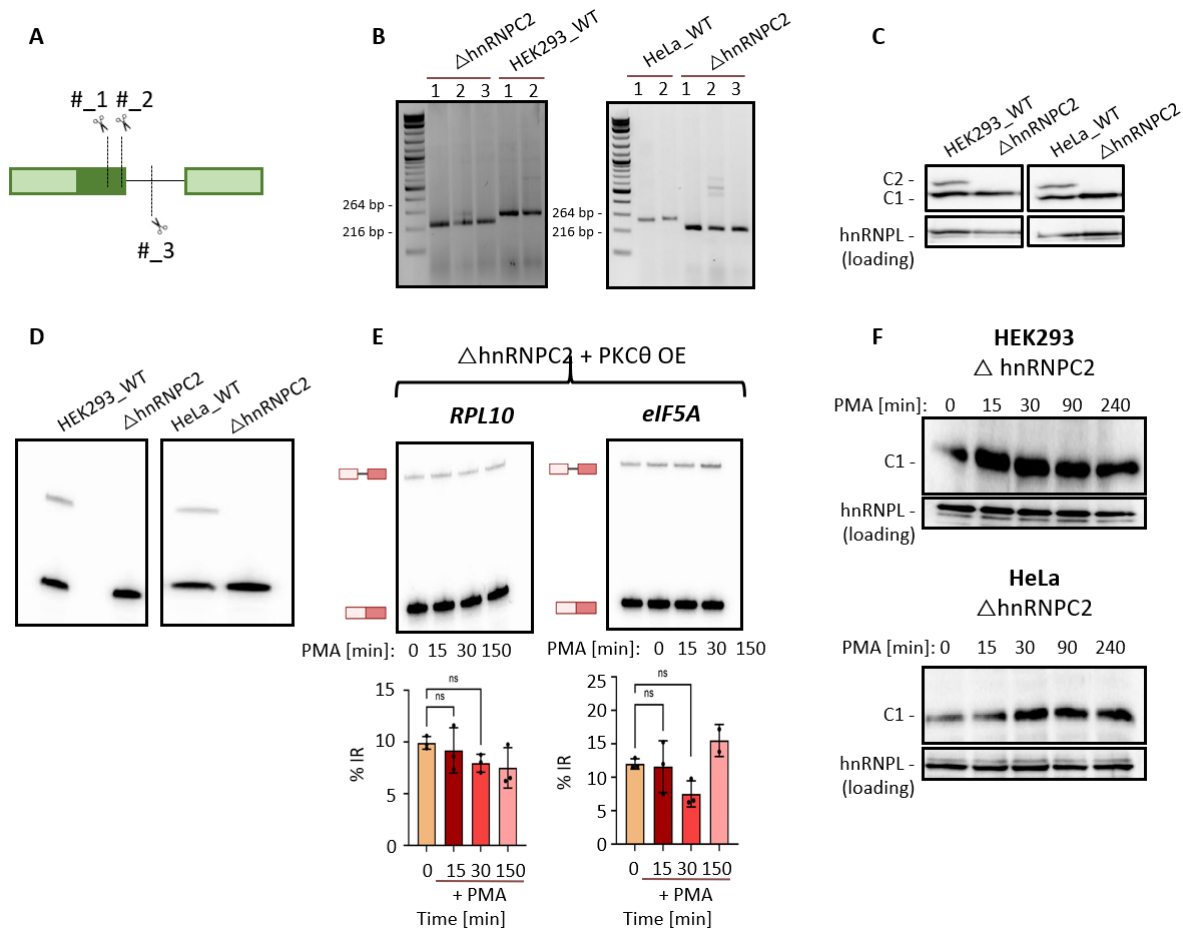 A
#_1 #_2
#_3
B
△hnRNPC2 HEK293_WT
1 2 3 1 2
264 bp -
216 bp -
HeLa_WT △hnRNPC2
1 2 1 2 3
264 bp -
216 bp -
C
HEK293_WT △hnRNPC2 HeLa_WT △hnRNPC2
C2 -
C1 -
hnRNPL -
(loading)
D
HEK293_WT △hnRNPC2 HeLa_WT △hnRNPC2
E
△hnRNPC2 + PKCθ OE
RPL10 eIF5A
PMA [min]: 0 15 30 150
PMA [min]: 0 15 30 150
% IR
15
10
5
0
ns
ns
0 15 30 150
+ PMA
Time [min]
% IR
25
20
15
10
5
0
ns
ns
0 15 30 150
+ PMA
Time [min]
F
HEK293
△ hnRNPC2
PMA [min]: 0 15 30 90 240
C1 -
hnRNPL -
(loading)
HeLa
△hnRNPC2
PMA [min]: 0 15 30 90 240
C1 -
hnRNPL -
(loading)